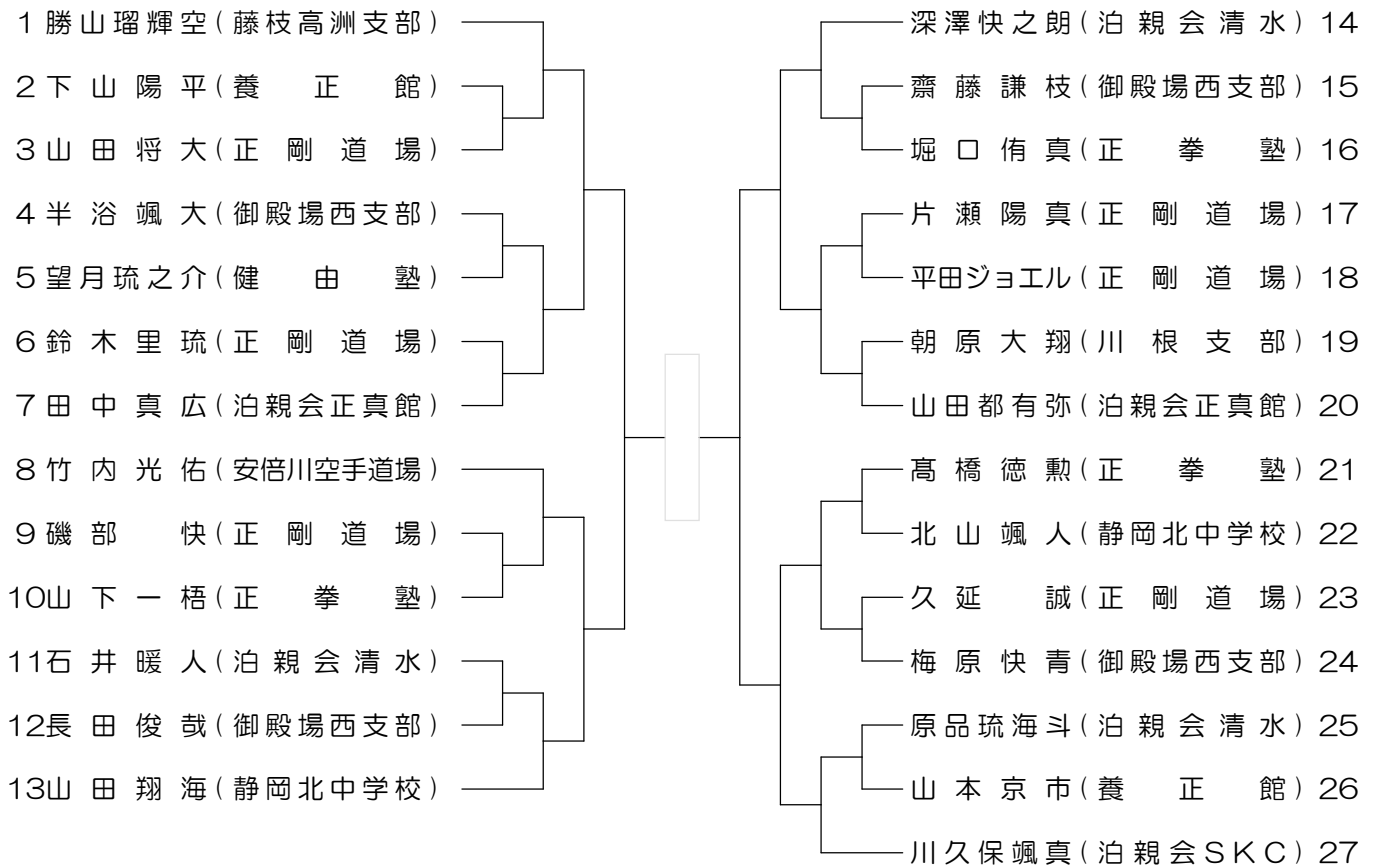 1 勝山瑠輝空(藤枝高洲支部)
2 下山陽平(養正館)
3 山田将大(正剛道場)
4 半浴颯大(御殿場西支部)
5 望月琉之介(健由塾)
6 鈴木里琉(正剛道場)
7 田中真広(泊親会正真館)
8 竹内光佑(安倍川空手道場)
9 磯部快(正剛道場)
10 山下一梧(正拳塾)
11 石井暖人(泊親会清水)
12 長田俊哉(御殿場西支部)
13 山田翔海(静岡北中学校)
深澤快之朗(泊親会清水) 14
齋藤謙枝(御殿場西支部) 15
堀口侑真(正拳塾) 16
片瀬陽真(正剛道場) 17
平田ジョエル(正剛道場) 18
朝原大翔(川根支部) 19
山田都有弥(泊親会正真館) 20
髙橋徳勲(正拳塾) 21
北山颯人(静岡北中学校) 22
久延誠(正剛道場) 23
梅原快青(御殿場西支部) 24
原品琉海斗(泊親会清水) 25
山本京市(養正館) 26
川久保颯真(泊親会SKC) 27